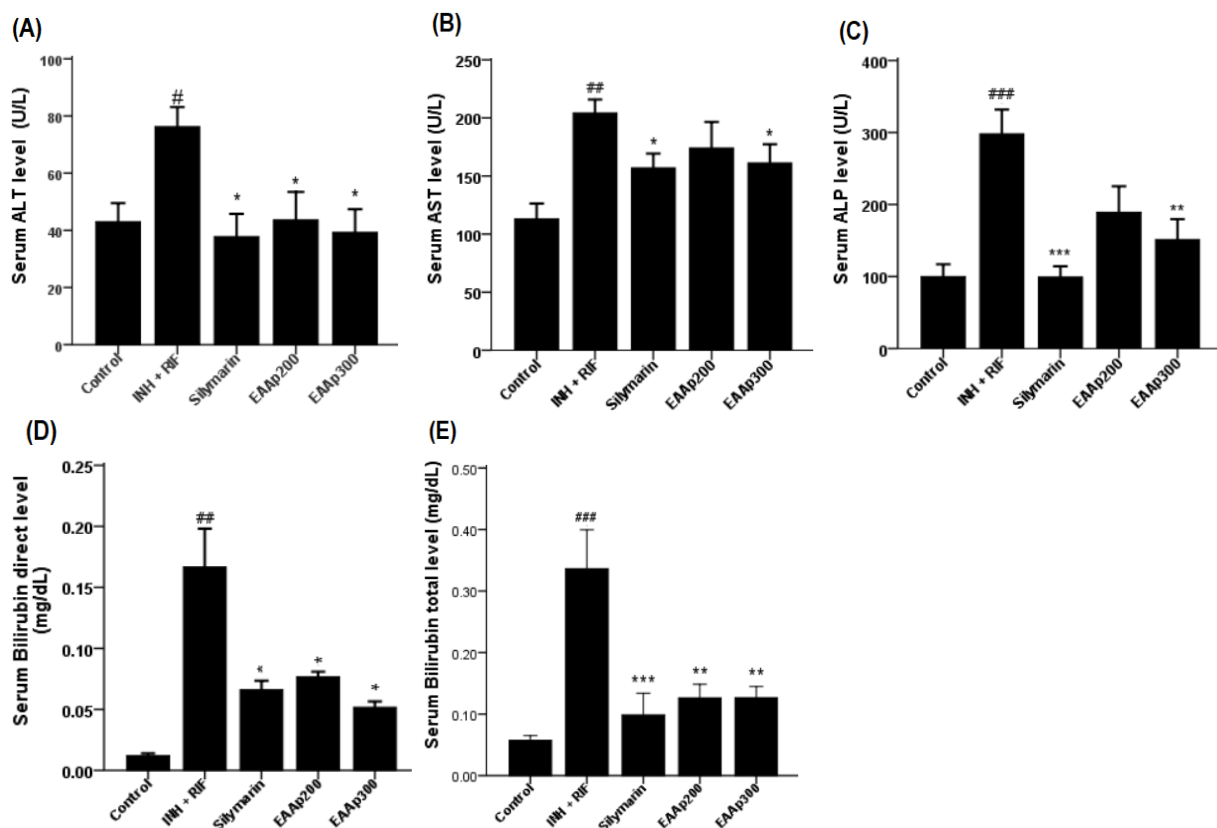 (A)
Serum ALT level (U/L)
100
80
60
40
20
0
#
*
*
*
Control
INH + RIF
Silymarin
EAAp200
EAAp300
(B)
Serum AST level (U/L)
250
200
150
100
50
0
##
*
*
Control
INH + RIF
Silymarin
EAAp200
EAAp300
(C)
Serum ALP level (U/L)
400
300
200
100
0
###
***
**
Control
INH + RIF
Silymarin
EAAp200
EAAp300
(D)
Serum Bilirubin direct level
(mg/dL)
0.25
0.20
0.15
0.10
0.05
0.00
##
*
*
*
Control
INH + RIF
Silymarin
EAAp200
EAAp300
(E)
Serum Bilirubin total level (mg/dL)
0.50
0.40
0.30
0.20
0.10
0.00
###
***
**
**
Control
INH + RIF
Silymarin
EAAp200
EAAp300